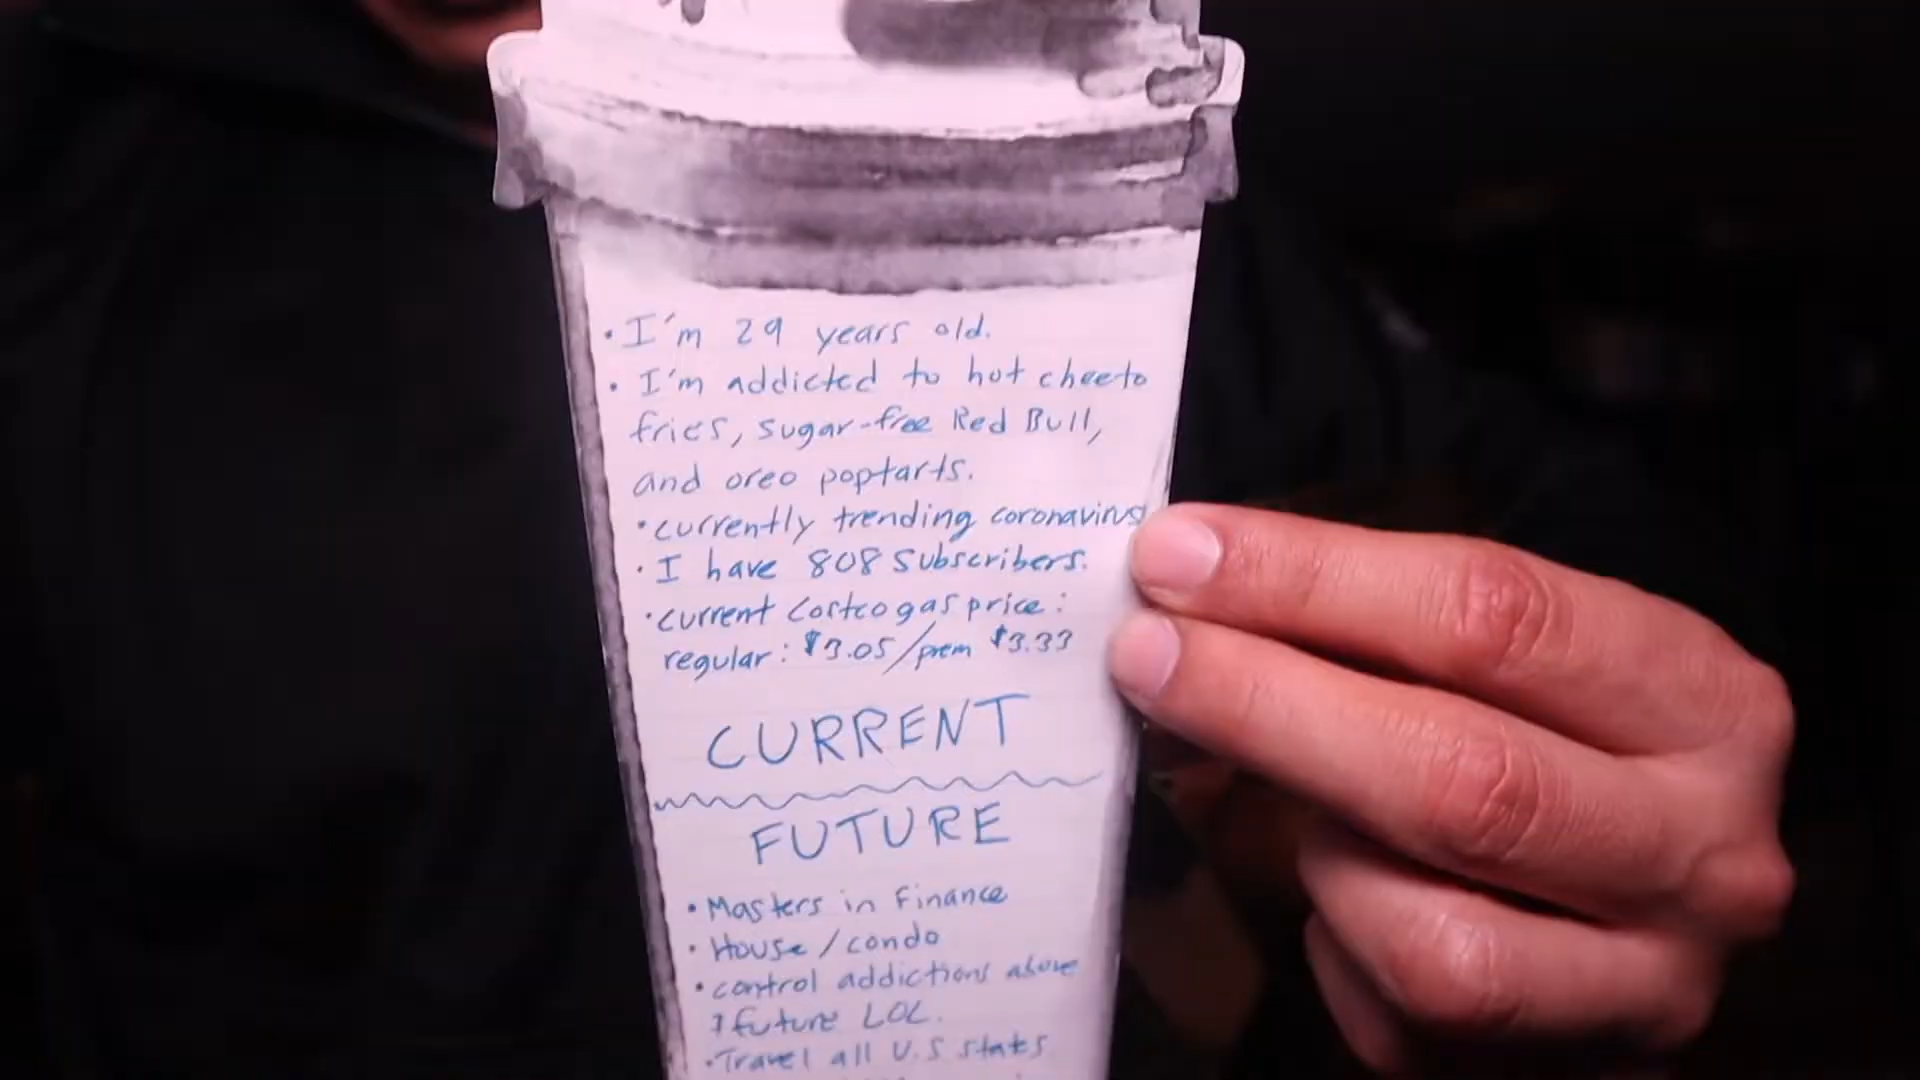 • I'm 29 years old.
• I'm addicted to hot cheeto
fries, sugar-free Red Bull,
and oreo poptarts.
• currently trending coronavirus
• I have 808 subscribers.
• current Costco gas price:
regular: $3.05/prem $3.33
CURRENT
FUTURE
• Masters in Finance
• House/condo
• control addictions above
& future LOL.
• Travel all U.S states